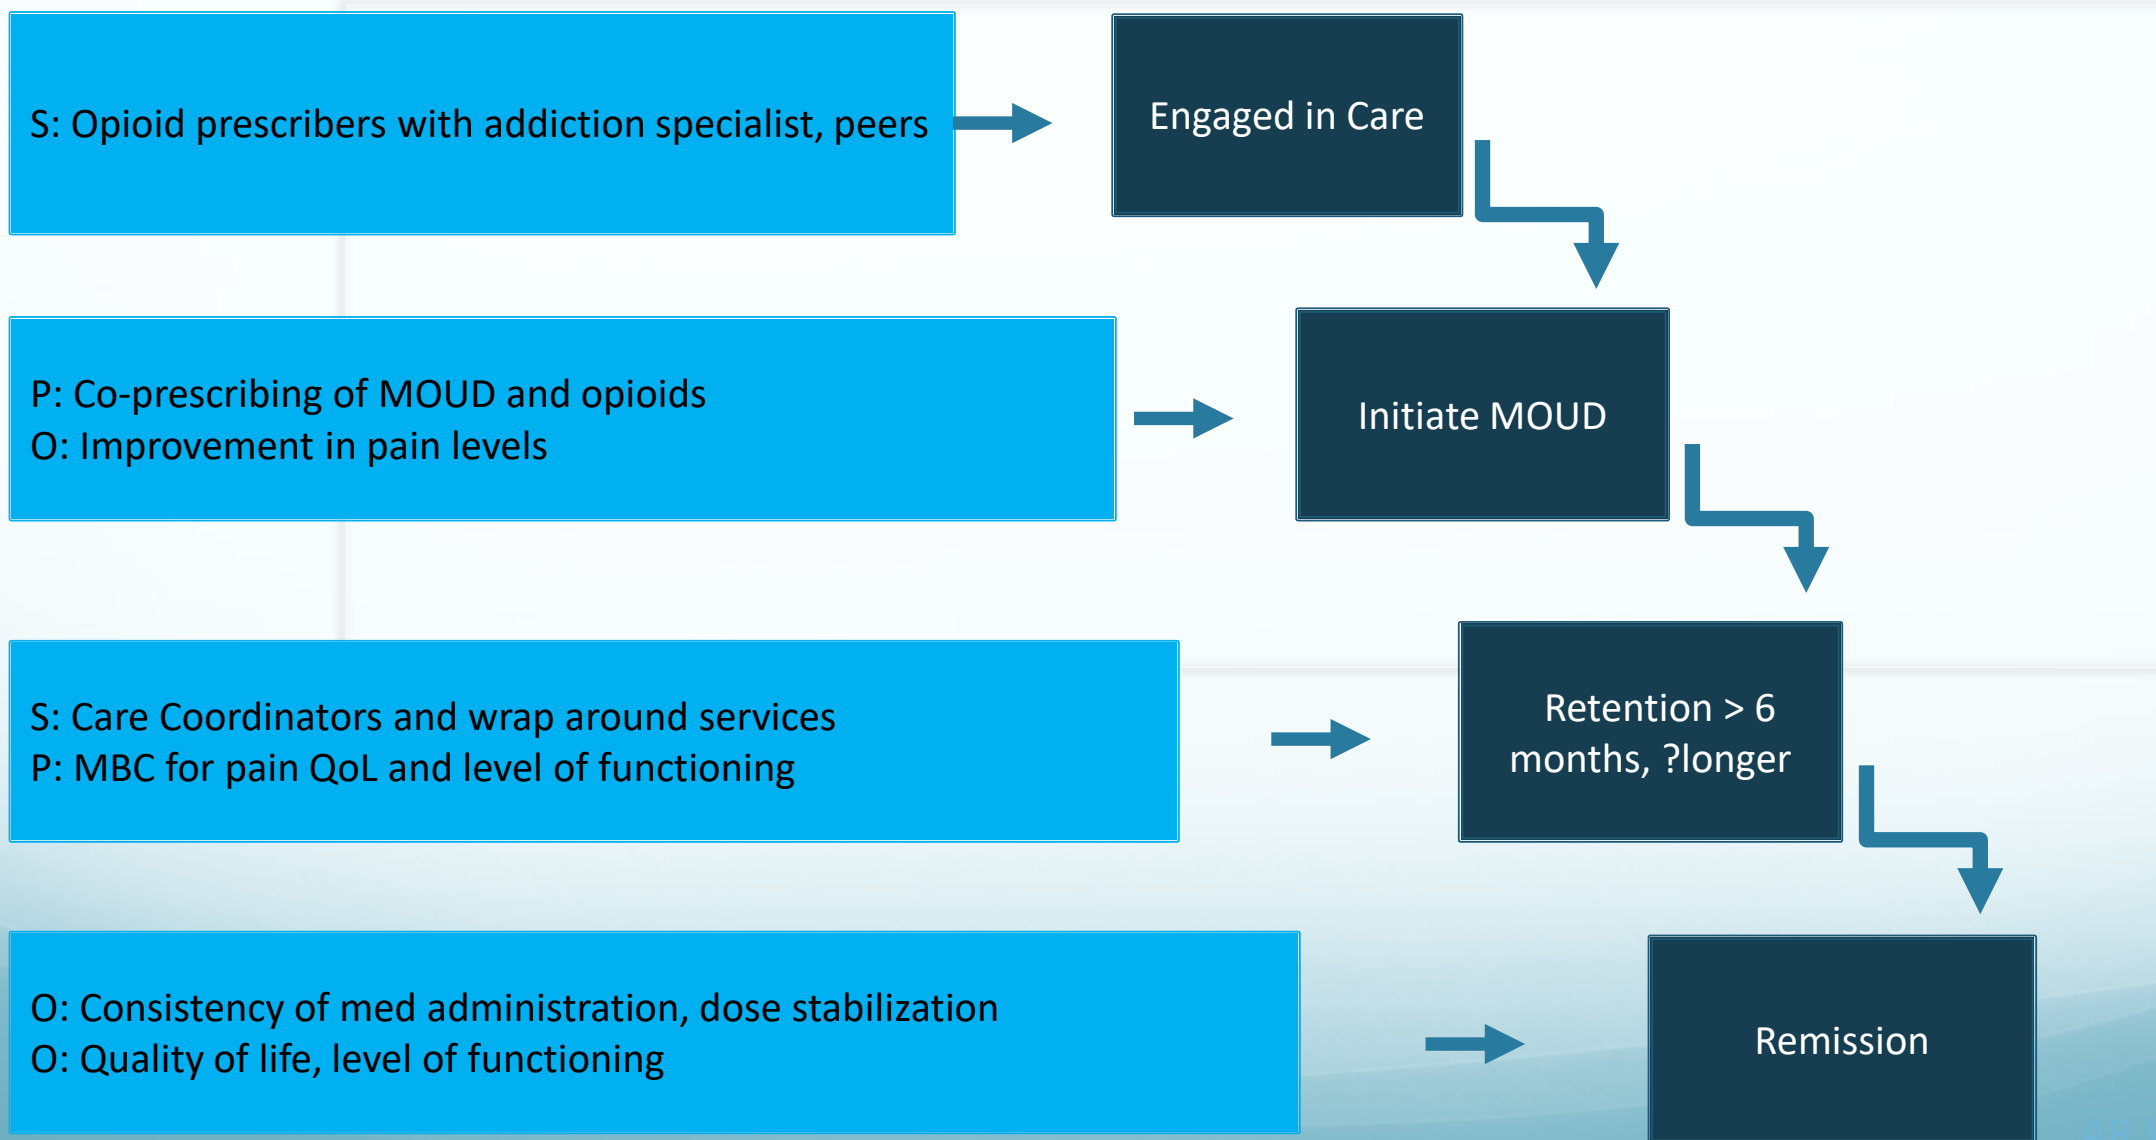 S: Opioid prescribers with addiction specialist, peers
Engaged in Care
P: Co-prescribing of MOUD and opioids
O: Improvement in pain levels
Initiate MOUD
S: Care Coordinators and wrap around services
P: MBC for pain QoL and level of functioning
Retention > 6
months, ?longer
O: Consistency of med administration, dose stabilization
O: Quality of life, level of functioning
Remission